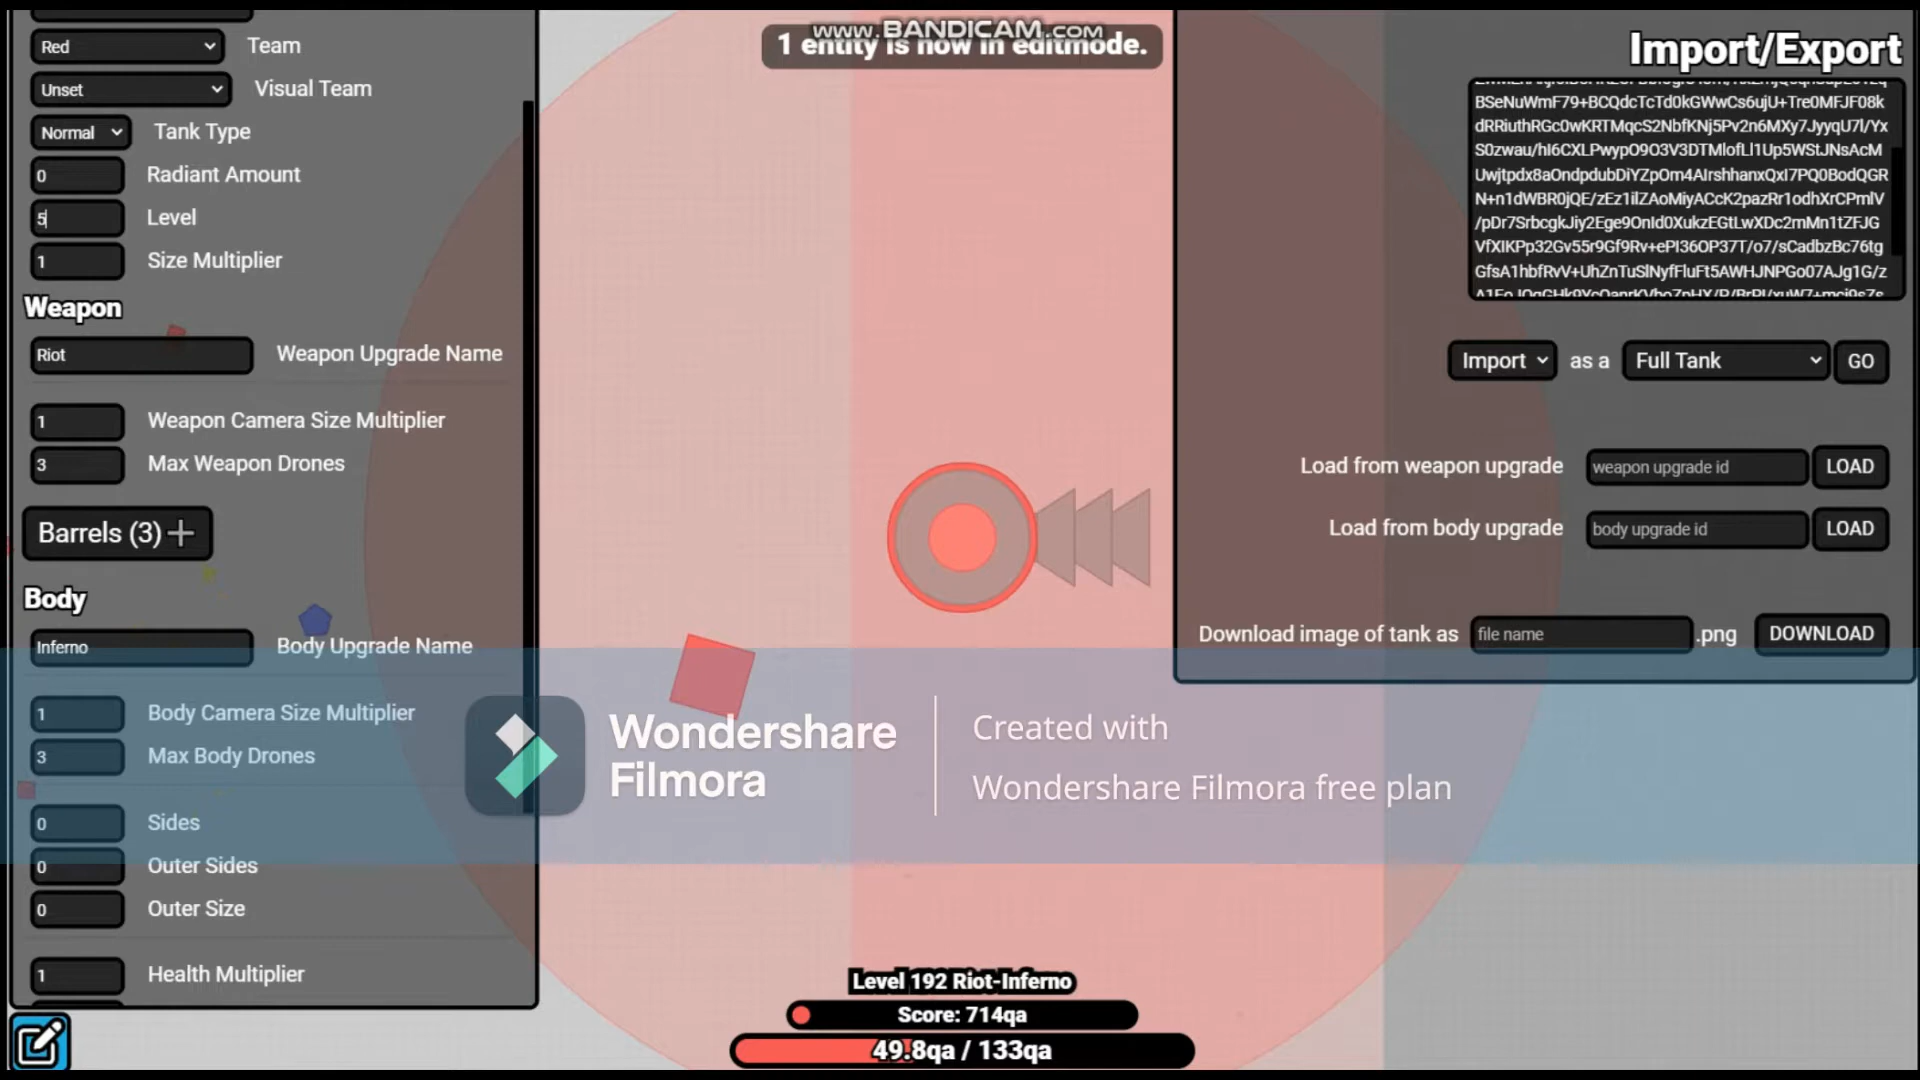 Red
Team
Unset
Visual Team
Normal
Tank Type
0
Radiant Amount
5
Level
1
Size Multiplier
Weapon
Riot
Weapon Upgrade Name
1
Weapon Camera Size Multiplier
3
Max Weapon Drones
Barrels (3)+
Body
Inferno
Body Upgrade Name
1
Body Camera Size Multiplier
3
Max Body Drones
0
Sides
0
Outer Sides
0
Outer Size
1
Health Multiplier
www.BANDICAM.COM
1 entity is now in editmode.
Import/Export
BSeNuWmF79+BCQdcTcTd0kGWwCs6ujU+Tre0MFJF08k
dRRiuthRGc0wKRTMqcS2NbfKNj5Pv2n6MXy7JyyqU7l/Yx
S0zwau/hI6CXLPwypO9O3V3DTMlofLl1Up5WStJNsAcM
Uwjtpdx8aOndpdubDiYZpOm4AIrshhanxQxI7PQ0BodQGR
N+n1dWBR0jQE/zEz1ilZAoMiyACcK2pazRr1odhXrCPmlV
/pDr7SrbcgkJiy2Ege9OnId0XukzEGtLwXDc2mMn1tZFJG
VfXIKPp32Gv55r9Gf9Rv+ePI36OP37T/o7/sCadbzBc76tg
GfsA1hbfRvV+UhZnTuSlNyfFluFt5AWHJNPGo07AJg1G/z
Import
as a
Full Tank
GO
Load from weapon upgrade
weapon upgrade id
LOAD
Load from body upgrade
body upgrade id
LOAD
Download image of tank as
file name
.png
DOWNLOAD
Wondershare
Filmora
Created with
Wondershare Filmora free plan
Level 192 Riot-Inferno
Score: 714qa
49.8qa / 133qa